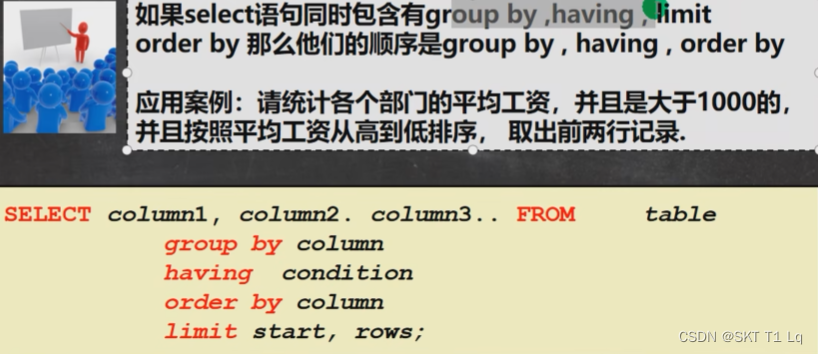 如果select语句同时包含有group by ,having , limit
order by 那么他们的顺序是group by , having , order by
应用案例：请统计各个部门的平均工资，并且是大于1000的，
并且按照平均工资从高到低排序， 取出前两行记录.
SELECT column1, column2. column3.. FROM table
group by column
having condition
order by column
limit start, rows;
CSDN @SKT T1 Lq